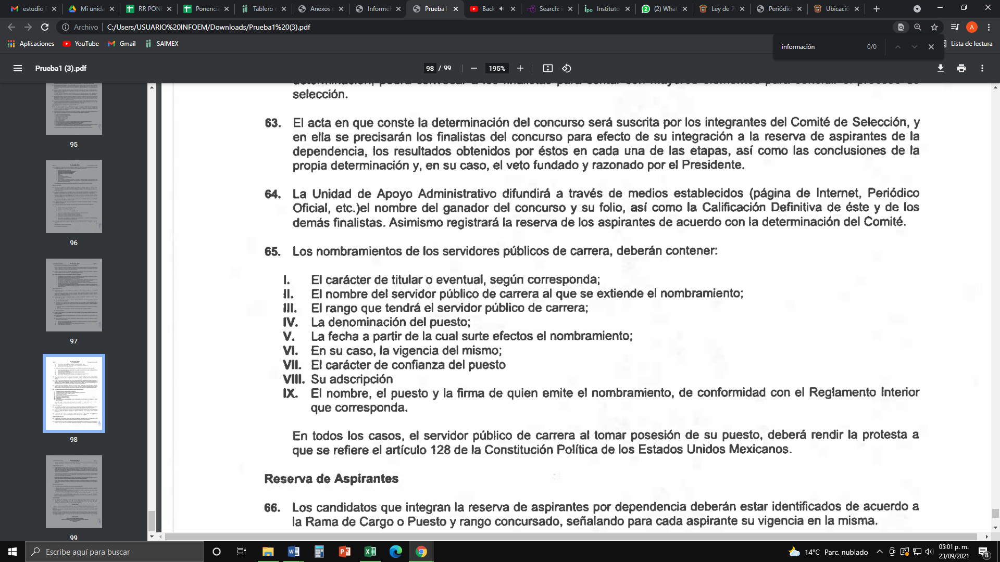 estudio f
Mi unida
RR PONI
Ponencia
Tablero d
Anexos c
InformeF
Prueba1
Back
Search: i
Instituto
(2) What
Ley de P
Periódic
Ubicació
Archivo
C:/Users/USUARIO%20INFOEM/Downloads/Prueba1%20(3).pdf
Aplicaciones
YouTube
Gmail
SAIMEX
información
0/0
Lista de lectura
Prueba1 (3).pdf
98 / 99
195%
selección.
63. El acta en que conste la determinación del concurso será suscrita por los integrantes del Comité de Selección, y
en ella se precisarán los finalistas del concurso para efecto de su integración a la reserva de aspirantes de la
dependencia, los resultados obtenidos por éstos en cada una de las etapas, así como las conclusiones de la
propia determinación y, en su caso, el veto fundado y razonado por el Presidente.
64. La Unidad de Apoyo Administrativo difundirá a través de medios establecidos (página de Internet, Periódico
Oficial, etc.)el nombre del ganador del concurso y su folio, así como la Calificación Definitiva de éste y de los
demás finalistas. Asimismo registrará la reserva de los aspirantes de acuerdo con la determinación del Comité.
65. Los nombramientos de los servidores públicos de carrera, deberán contener:
I. El carácter de titular o eventual, según corresponda;
II. El nombre del servidor público de carrera al que se extiende el nombramiento;
III. El rango que tendrá el servidor público de carrera;
IV. La denominación del puesto;
V. La fecha a partir de la cual surte efectos el nombramiento;
VI. En su caso, la vigencia del mismo;
VII. El carácter de confianza del puesto
VIII. Su adscripción
IX. El nombre, el puesto y la firma de quien emite el nombramiento, de conformidad con el Reglamento Interior
que corresponda.
En todos los casos, el servidor público de carrera al tomar posesión de su puesto, deberá rendir la protesta a
que se refiere el artículo 128 de la Constitución Política de los Estados Unidos Mexicanos.
Reserva de Aspirantes
66. Los candidatos que integran la reserva de aspirantes por dependencia deberán estar identificados de acuerdo a
la Rama de Cargo o Puesto y rango concursado, señalando para cada aspirante su vigencia en la misma.
95
96
97
98
99
Escribe aquí para buscar
14°C Parc. nublado
05:01 p. m.
23/09/2021
8